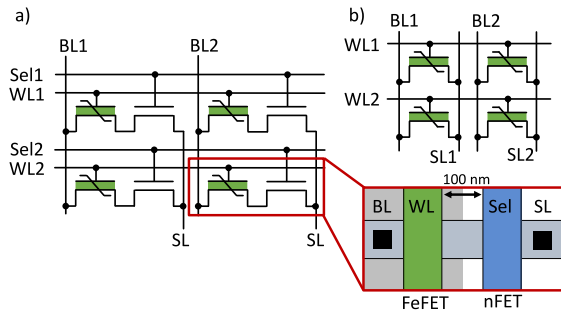 a)
BL1
BL2
Sel1
WL1
Sel2
WL2
SL
SL
b)
BL1
BL2
WL1
WL2
SL1
SL2
100 nm
BL
WL
Sel
SL
FeFET
nFET